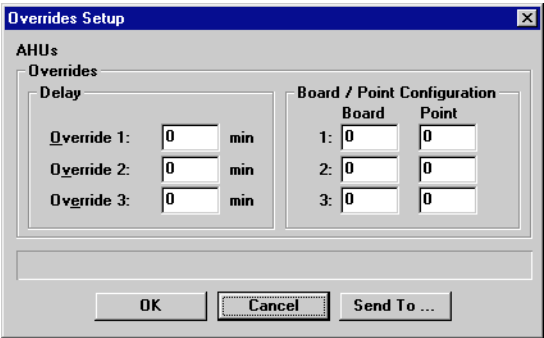 Overrides Setup
AHUs
Overrides
Delay
Board / Point Configuration
Board Point
Override 1: 0 min 1: 0 0
Override 2: 0 min 2: 0 0
Override 3: 0 min 3: 0 0
OK Cancel Send To ...